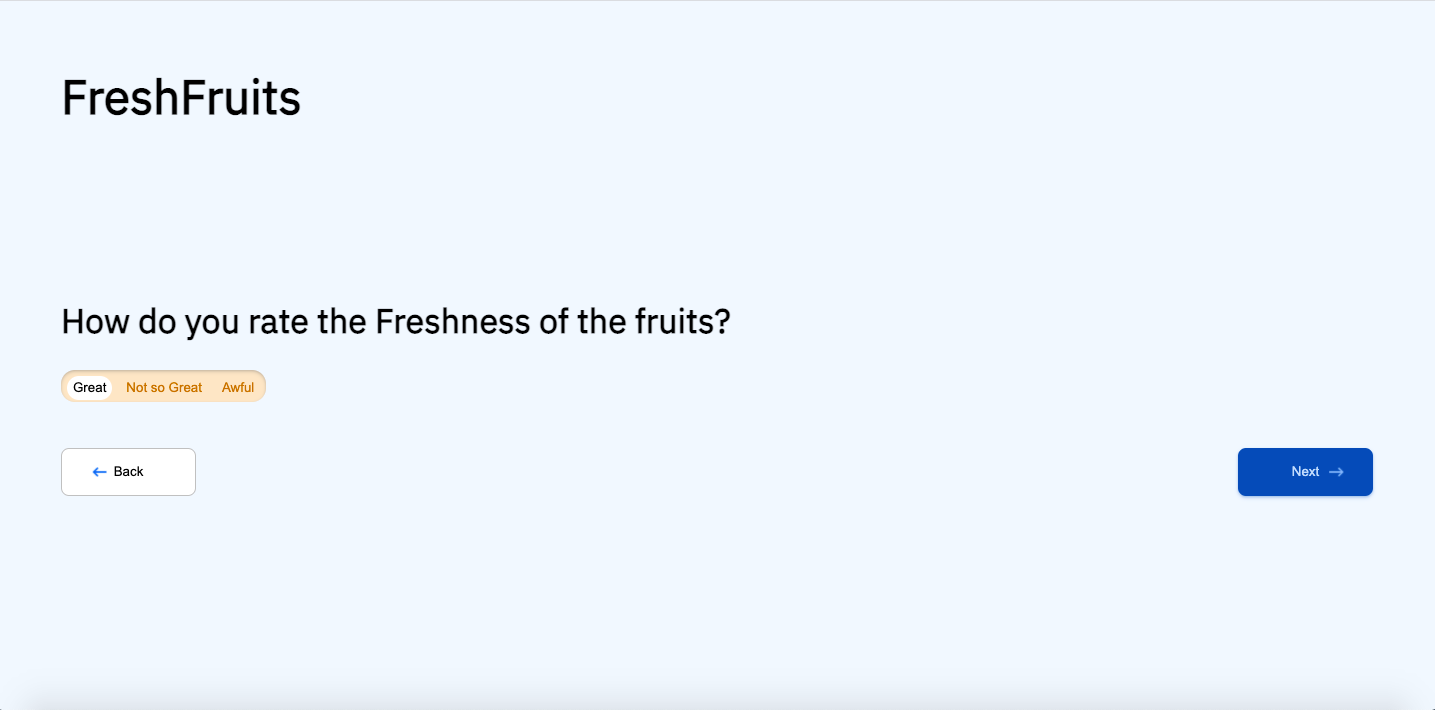 FreshFruits
How do you rate the Freshness of the fruits?
Great Not so Great Awful
Back Next